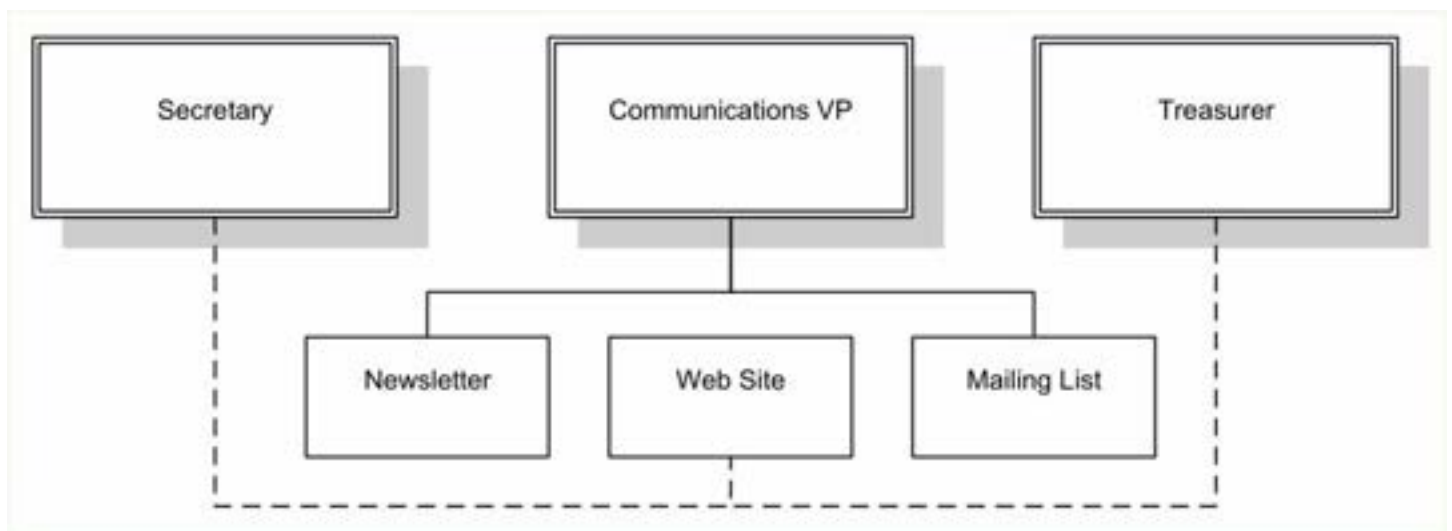 Secretary
Communications VP
Treasurer
Newsletter
Web Site
Mailing List